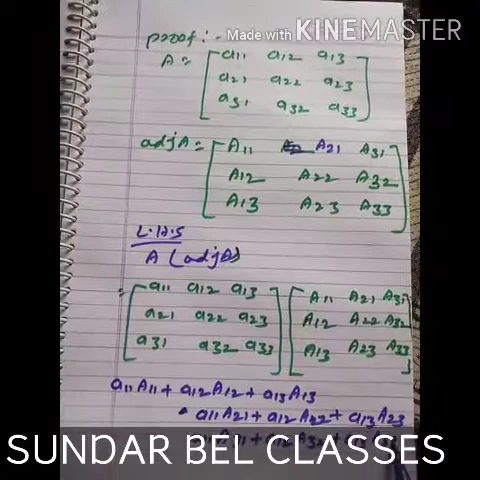 Made with KINEMASTER
proof :-
A = [ a11 a12 a13
a21 a22 a23
a31 a32 a33 ]
adjA = [ A11 A21 A31
A12 A22 A32
A13 A23 A33 ]
L.H.S
A (adjA)
= [ a11 a12 a13 ] [ A11 A21 A31 ]
[ a21 a22 a23 ] [ A12 A22 A32 ]
[ a31 a32 a33 ] [ A13 A23 A33 ]
a11A11 + a12A12 + a13A13
a11A21 + a12A22 + a13A23
SUNDAR BEL CLASSES